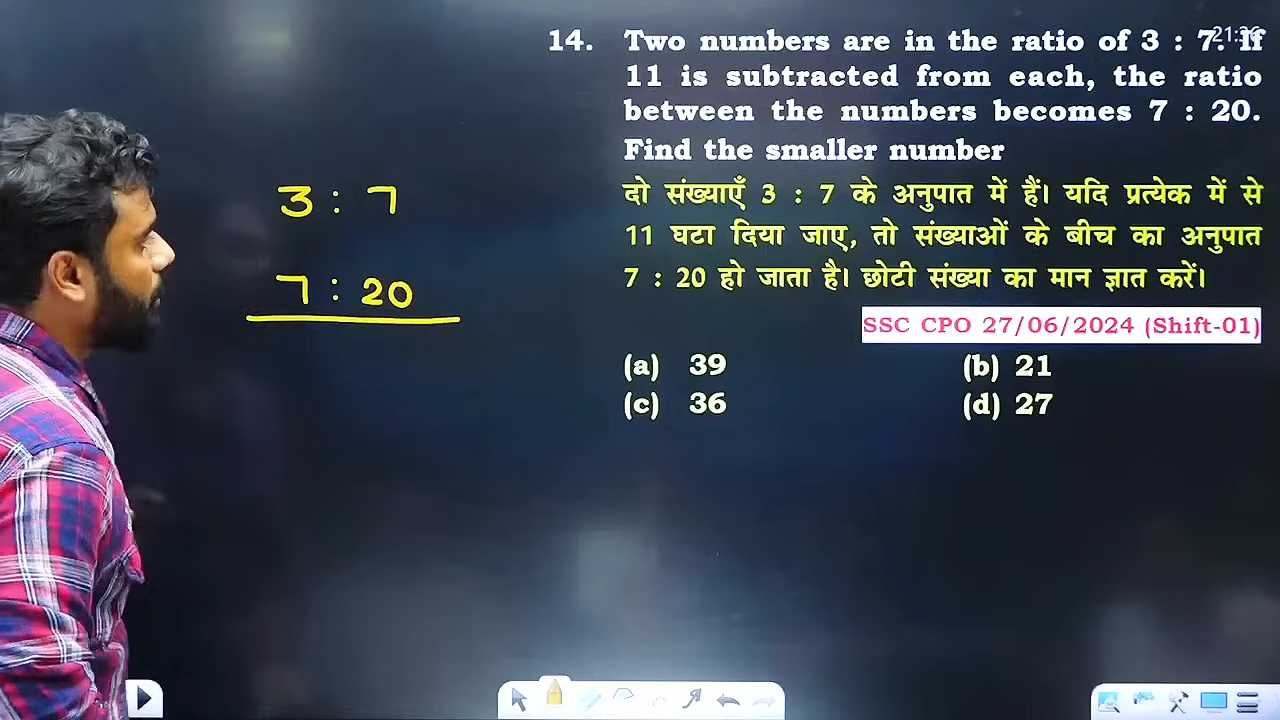 21:36
14. Two numbers are in the ratio of 3 : 7. If
11 is subtracted from each, the ratio
between the numbers becomes 7 : 20.
Find the smaller number
दो संख्याएँ 3 : 7 के अनुपात में हैं। यदि प्रत्येक में से
11 घटा दिया जाए, तो संख्याओं के बीच का अनुपात
7 : 20 हो जाता है। छोटी संख्या का मान ज्ञात करें।
SSC CPO 27/06/2024 (Shift-01)
(a) 39 (b) 21
(c) 36 (d) 27
3 : 7
7 : 20